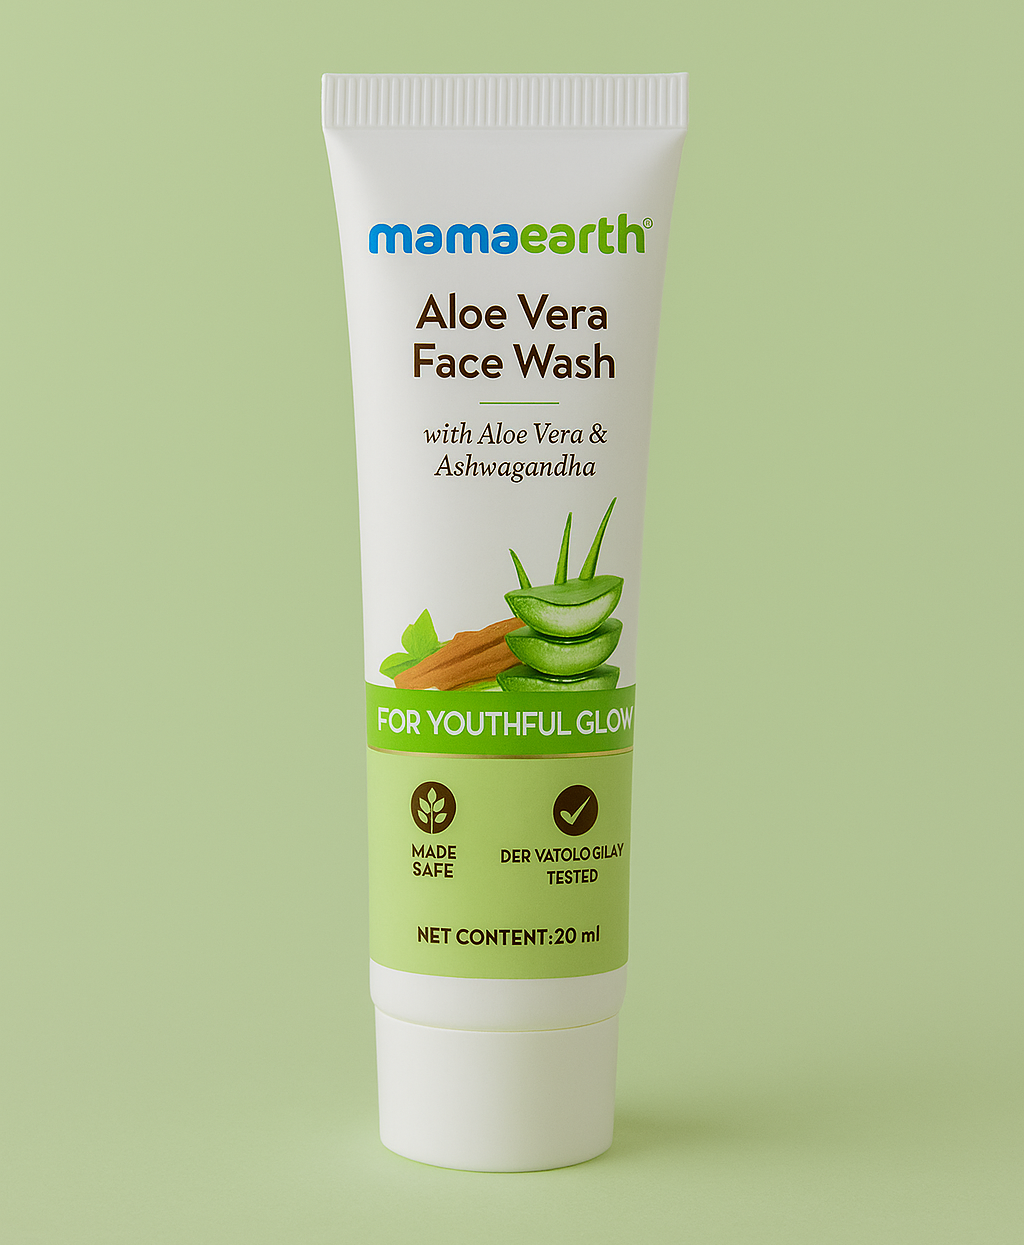 mamaearth®
Aloe Vera
Face Wash
with Aloe Vera &
Ashwagandha
FOR YOUTHFUL GLOW
MADE
SAFE
DER VATOLO GILAY
TESTED
NET CONTENT:20 ml